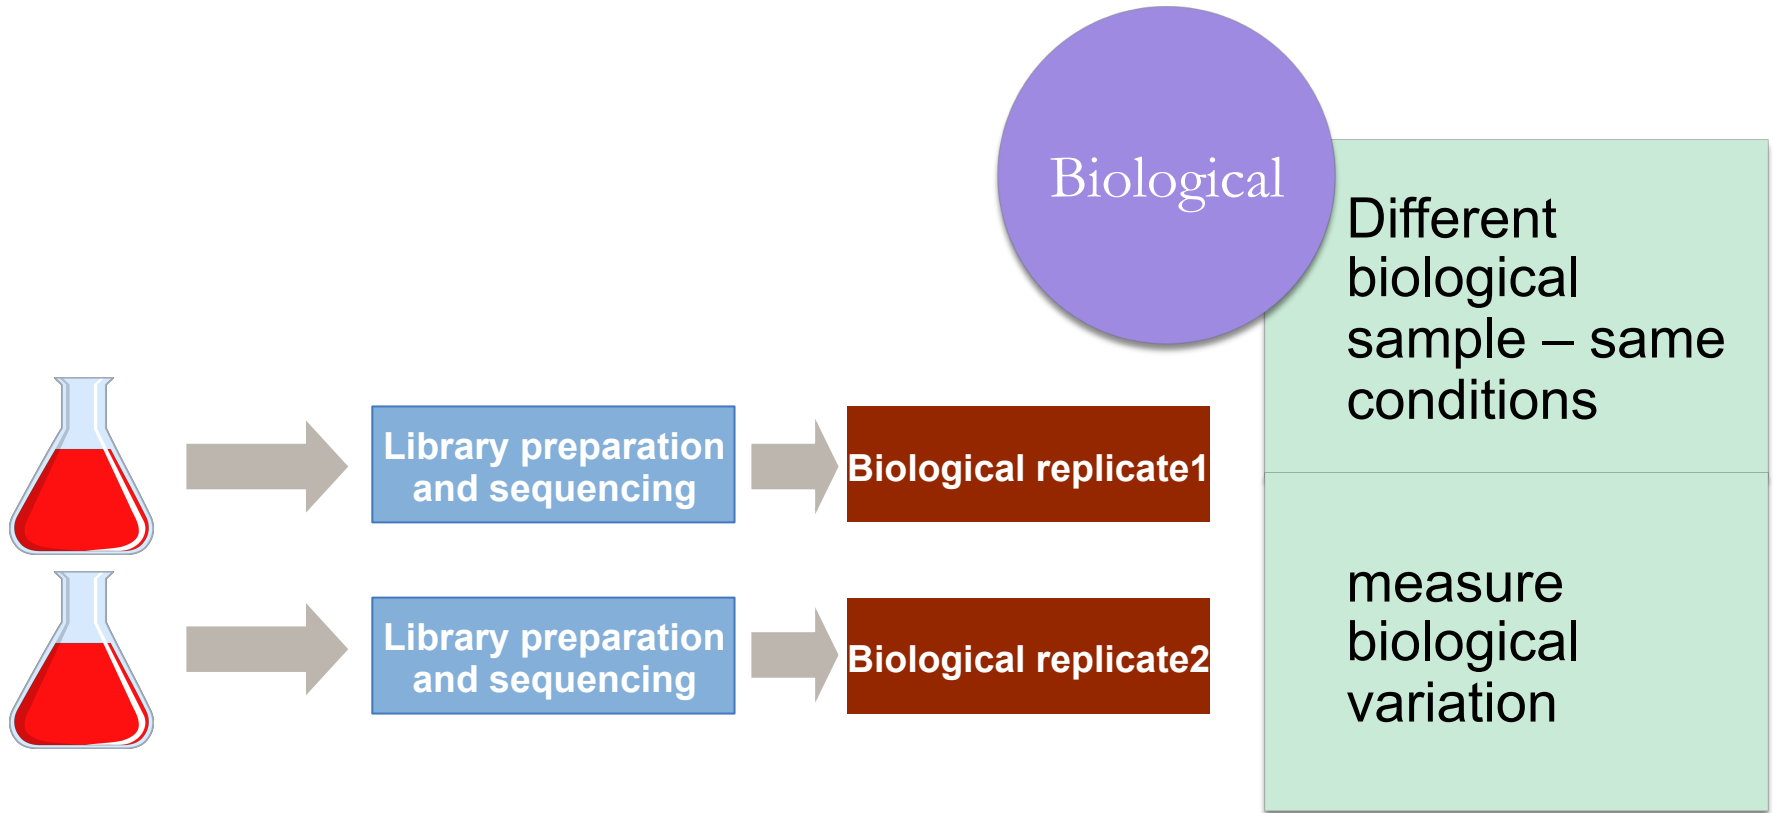 Biological
Different
biological
sample – same
conditions
Library preparation
and sequencing
Biological replicate1
measure
biological
variation
Library preparation
and sequencing
Biological replicate2